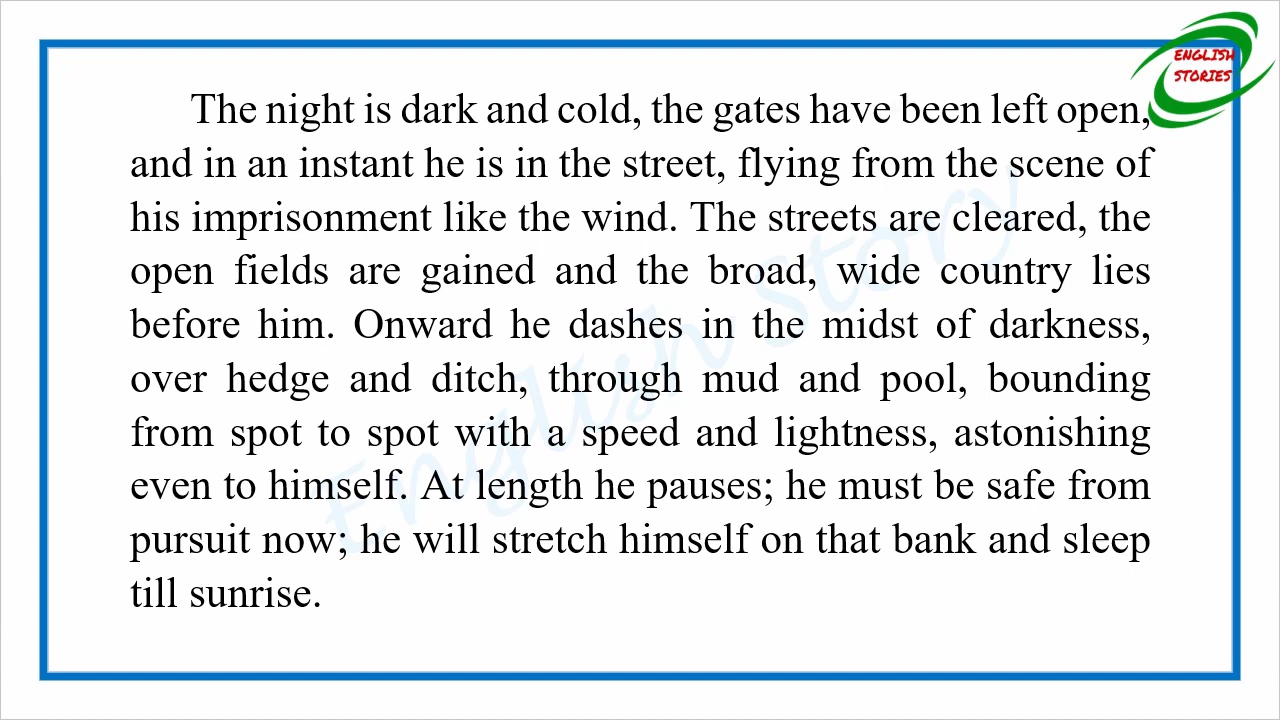 ENGLISH
STORIES
The night is dark and cold, the gates have been left open,
and in an instant he is in the street, flying from the scene of
his imprisonment like the wind. The streets are cleared, the
open fields are gained and the broad, wide country lies
before him. Onward he dashes in the midst of darkness,
over hedge and ditch, through mud and pool, bounding
from spot to spot with a speed and lightness, astonishing
even to himself. At length he pauses; he must be safe from
pursuit now; he will stretch himself on that bank and sleep
till sunrise.
English Story